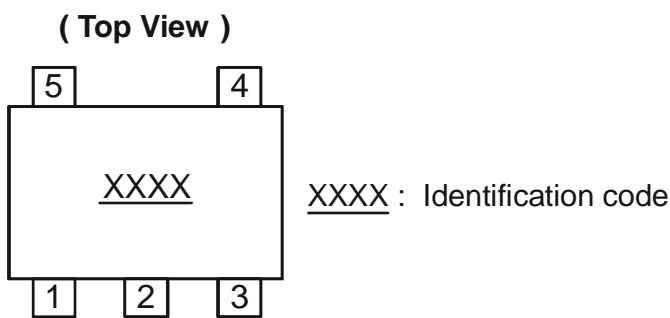 ( Top View )
5 4
XXXX
XXXX : Identification code
1 2 3